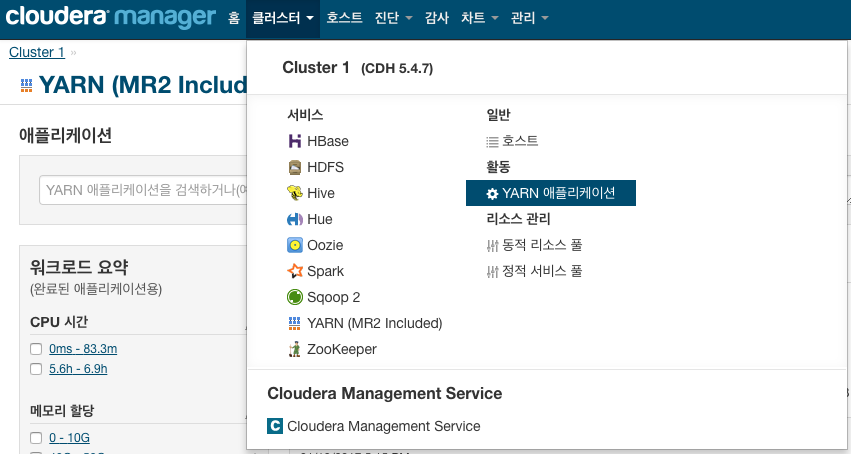 cloudera manager 홈 클러스터 호스트 진단 감사 차트 관리
Cluster 1 »
YARN (MR2 Includ
애플리케이션
YARN 애플리케이션을 검색하거나(예
워크로드 요약
(완료된 애플리케이션용)
CPU 시간
0ms - 83.3m
5.6h - 6.9h
메모리 할당
0 - 10G
Cluster 1 (CDH 5.4.7)
서비스
HBase
HDFS
Hive
Hue
Oozie
Spark
Sqoop 2
YARN (MR2 Included)
ZooKeeper
일반
호스트
활동
YARN 애플리케이션
리소스 관리
동적 리소스 풀
정적 서비스 풀
Cloudera Management Service
C Cloudera Management Service